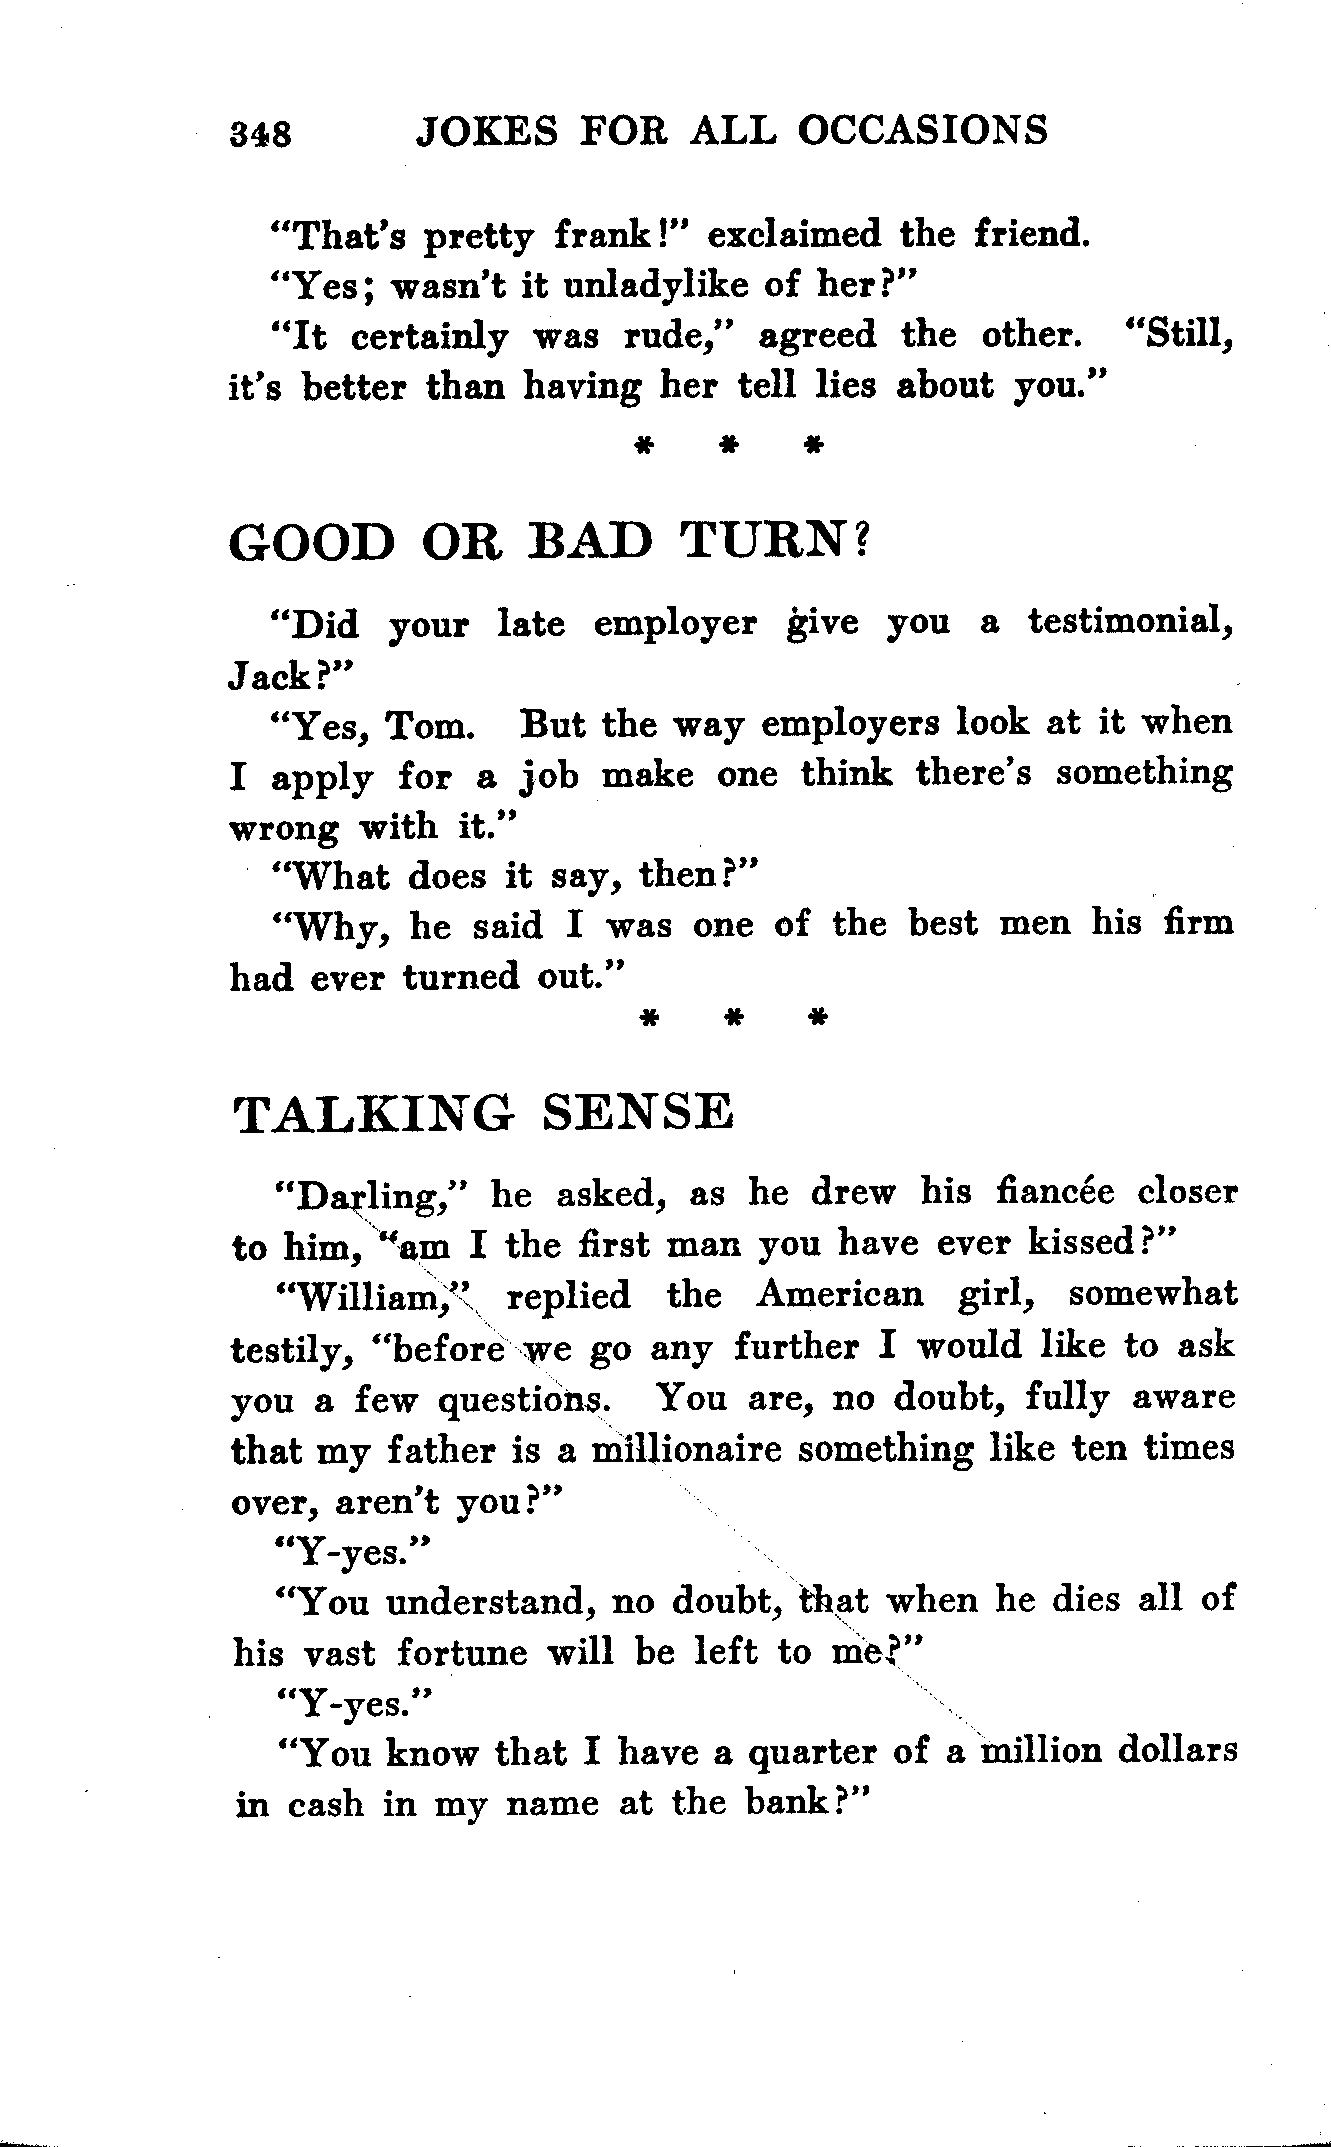 348 JOKES FOR ALL OCCASIONS
"That's pretty frank!" exclaimed the friend.
"Yes; wasn't it unladylike of her?"
"It certainly was rude," agreed the other. "Still,
it's better than having her tell lies about you."
* * *
GOOD OR BAD TURN?
"Did your late employer give you a testimonial,
Jack?"
"Yes, Tom. But the way employers look at it when
I apply for a job make one think there's something
wrong with it."
"What does it say, then?"
"Why, he said I was one of the best men his firm
had ever turned out."
* * *
TALKING SENSE
"Darling," he asked, as he drew his fiancée closer
to him, "am I the first man you have ever kissed?"
"William," replied the American girl, somewhat
testily, "before we go any further I would like to ask
you a few questions. You are, no doubt, fully aware
that my father is a millionaire something like ten times
over, aren't you?"
"Y-yes."
"You understand, no doubt, that when he dies all of
his vast fortune will be left to me?"
"Y-yes."
"You know that I have a quarter of a million dollars
in cash in my name at the bank?"